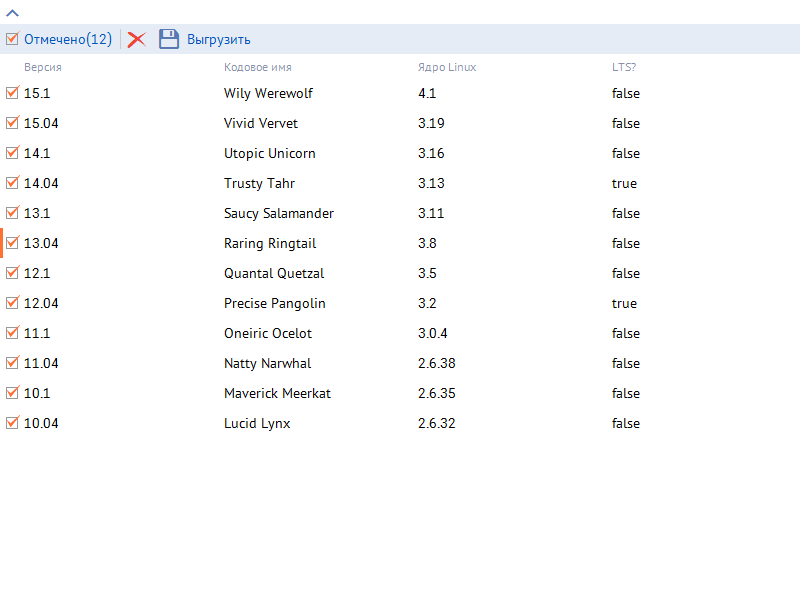 Отмечено(12) Выгрузить
Версия Кодовое имя Ядро Linux LTS?
15.1 Wily Werewolf 4.1 false
15.04 Vivid Vervet 3.19 false
14.1 Utopic Unicorn 3.16 false
14.04 Trusty Tahr 3.13 true
13.1 Saucy Salamander 3.11 false
13.04 Raring Ringtail 3.8 false
12.1 Quantal Quetzal 3.5 false
12.04 Precise Pangolin 3.2 true
11.1 Oneiric Ocelot 3.0.4 false
11.04 Natty Narwhal 2.6.38 false
10.1 Maverick Meerkat 2.6.35 false
10.04 Lucid Lynx 2.6.32 false